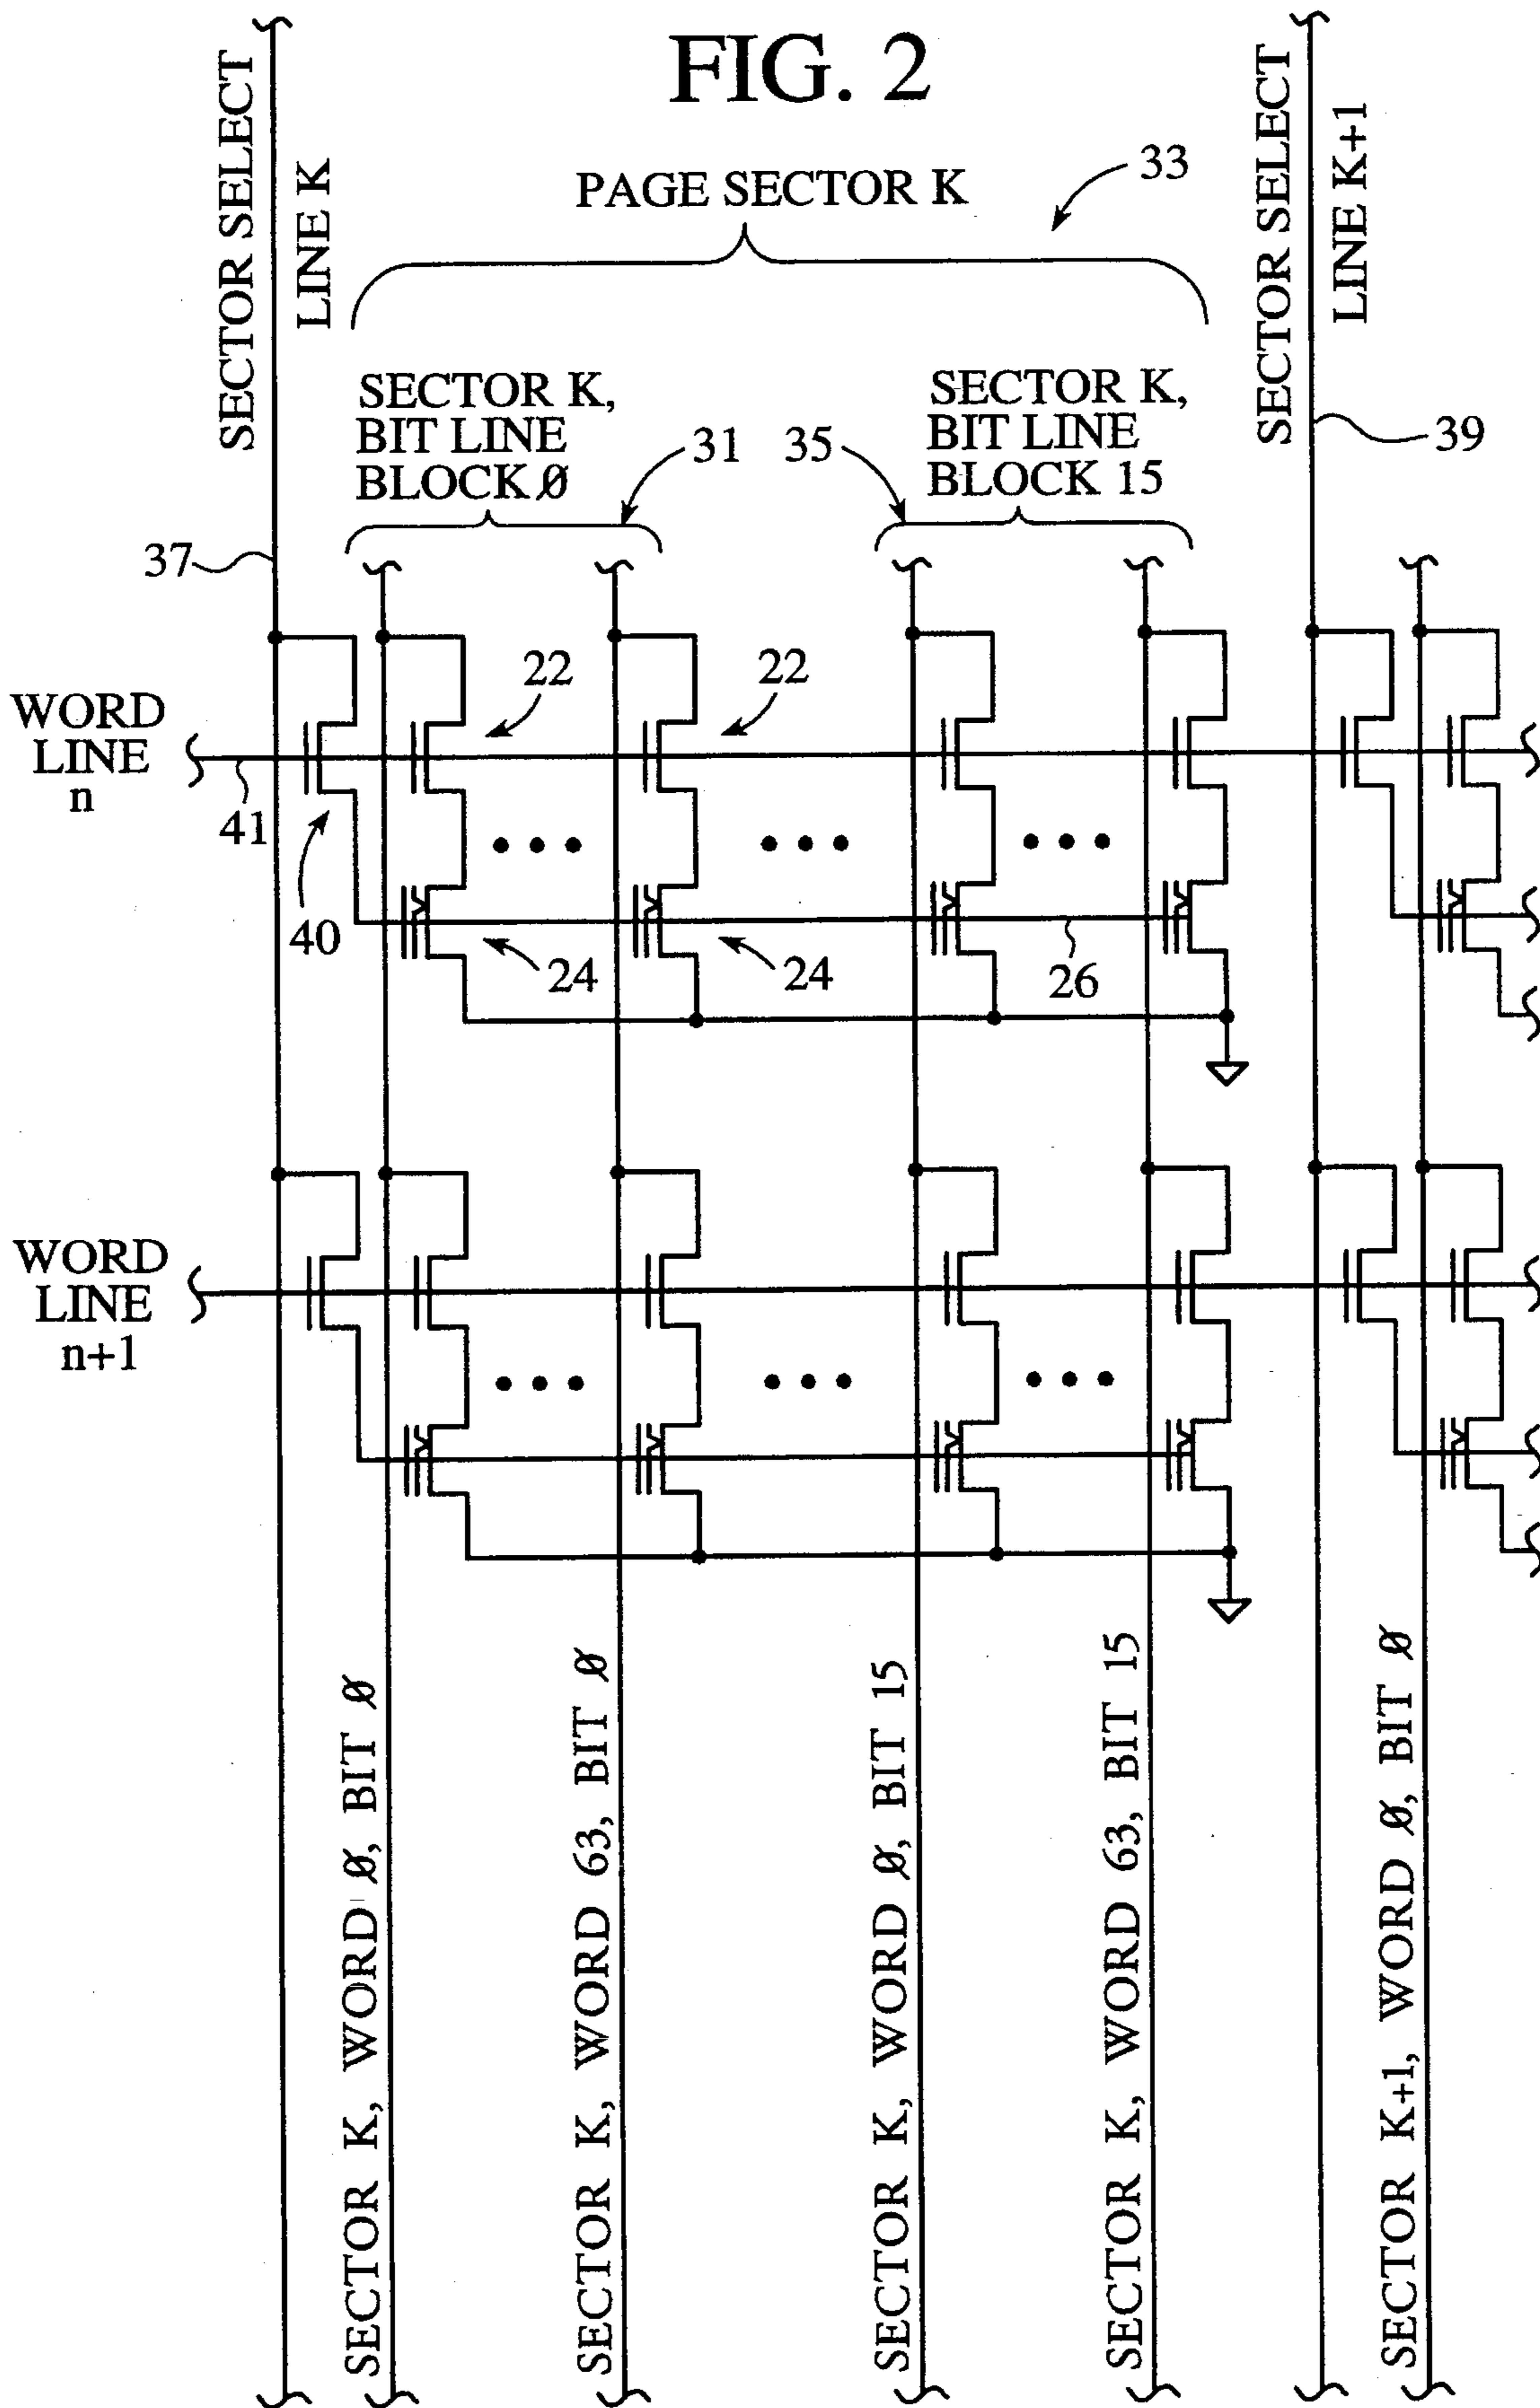 FIG. 2
SECTOR SELECT
LINE K
PAGE SECTOR K
33
SECTOR SELECT
LINE K+1
SECTOR K,
BIT LINE
BLOCK Ø
31
35
SECTOR K,
BIT LINE
BLOCK 15
39
37
WORD
LINE
n
22
22
41
40
24
24
26
WORD
LINE
n+1
SECTOR K, WORD Ø, BIT Ø
SECTOR K, WORD 63, BIT Ø
SECTOR K, WORD Ø, BIT 15
SECTOR K, WORD 63, BIT 15
SECTOR K+1, WORD Ø, BIT Ø